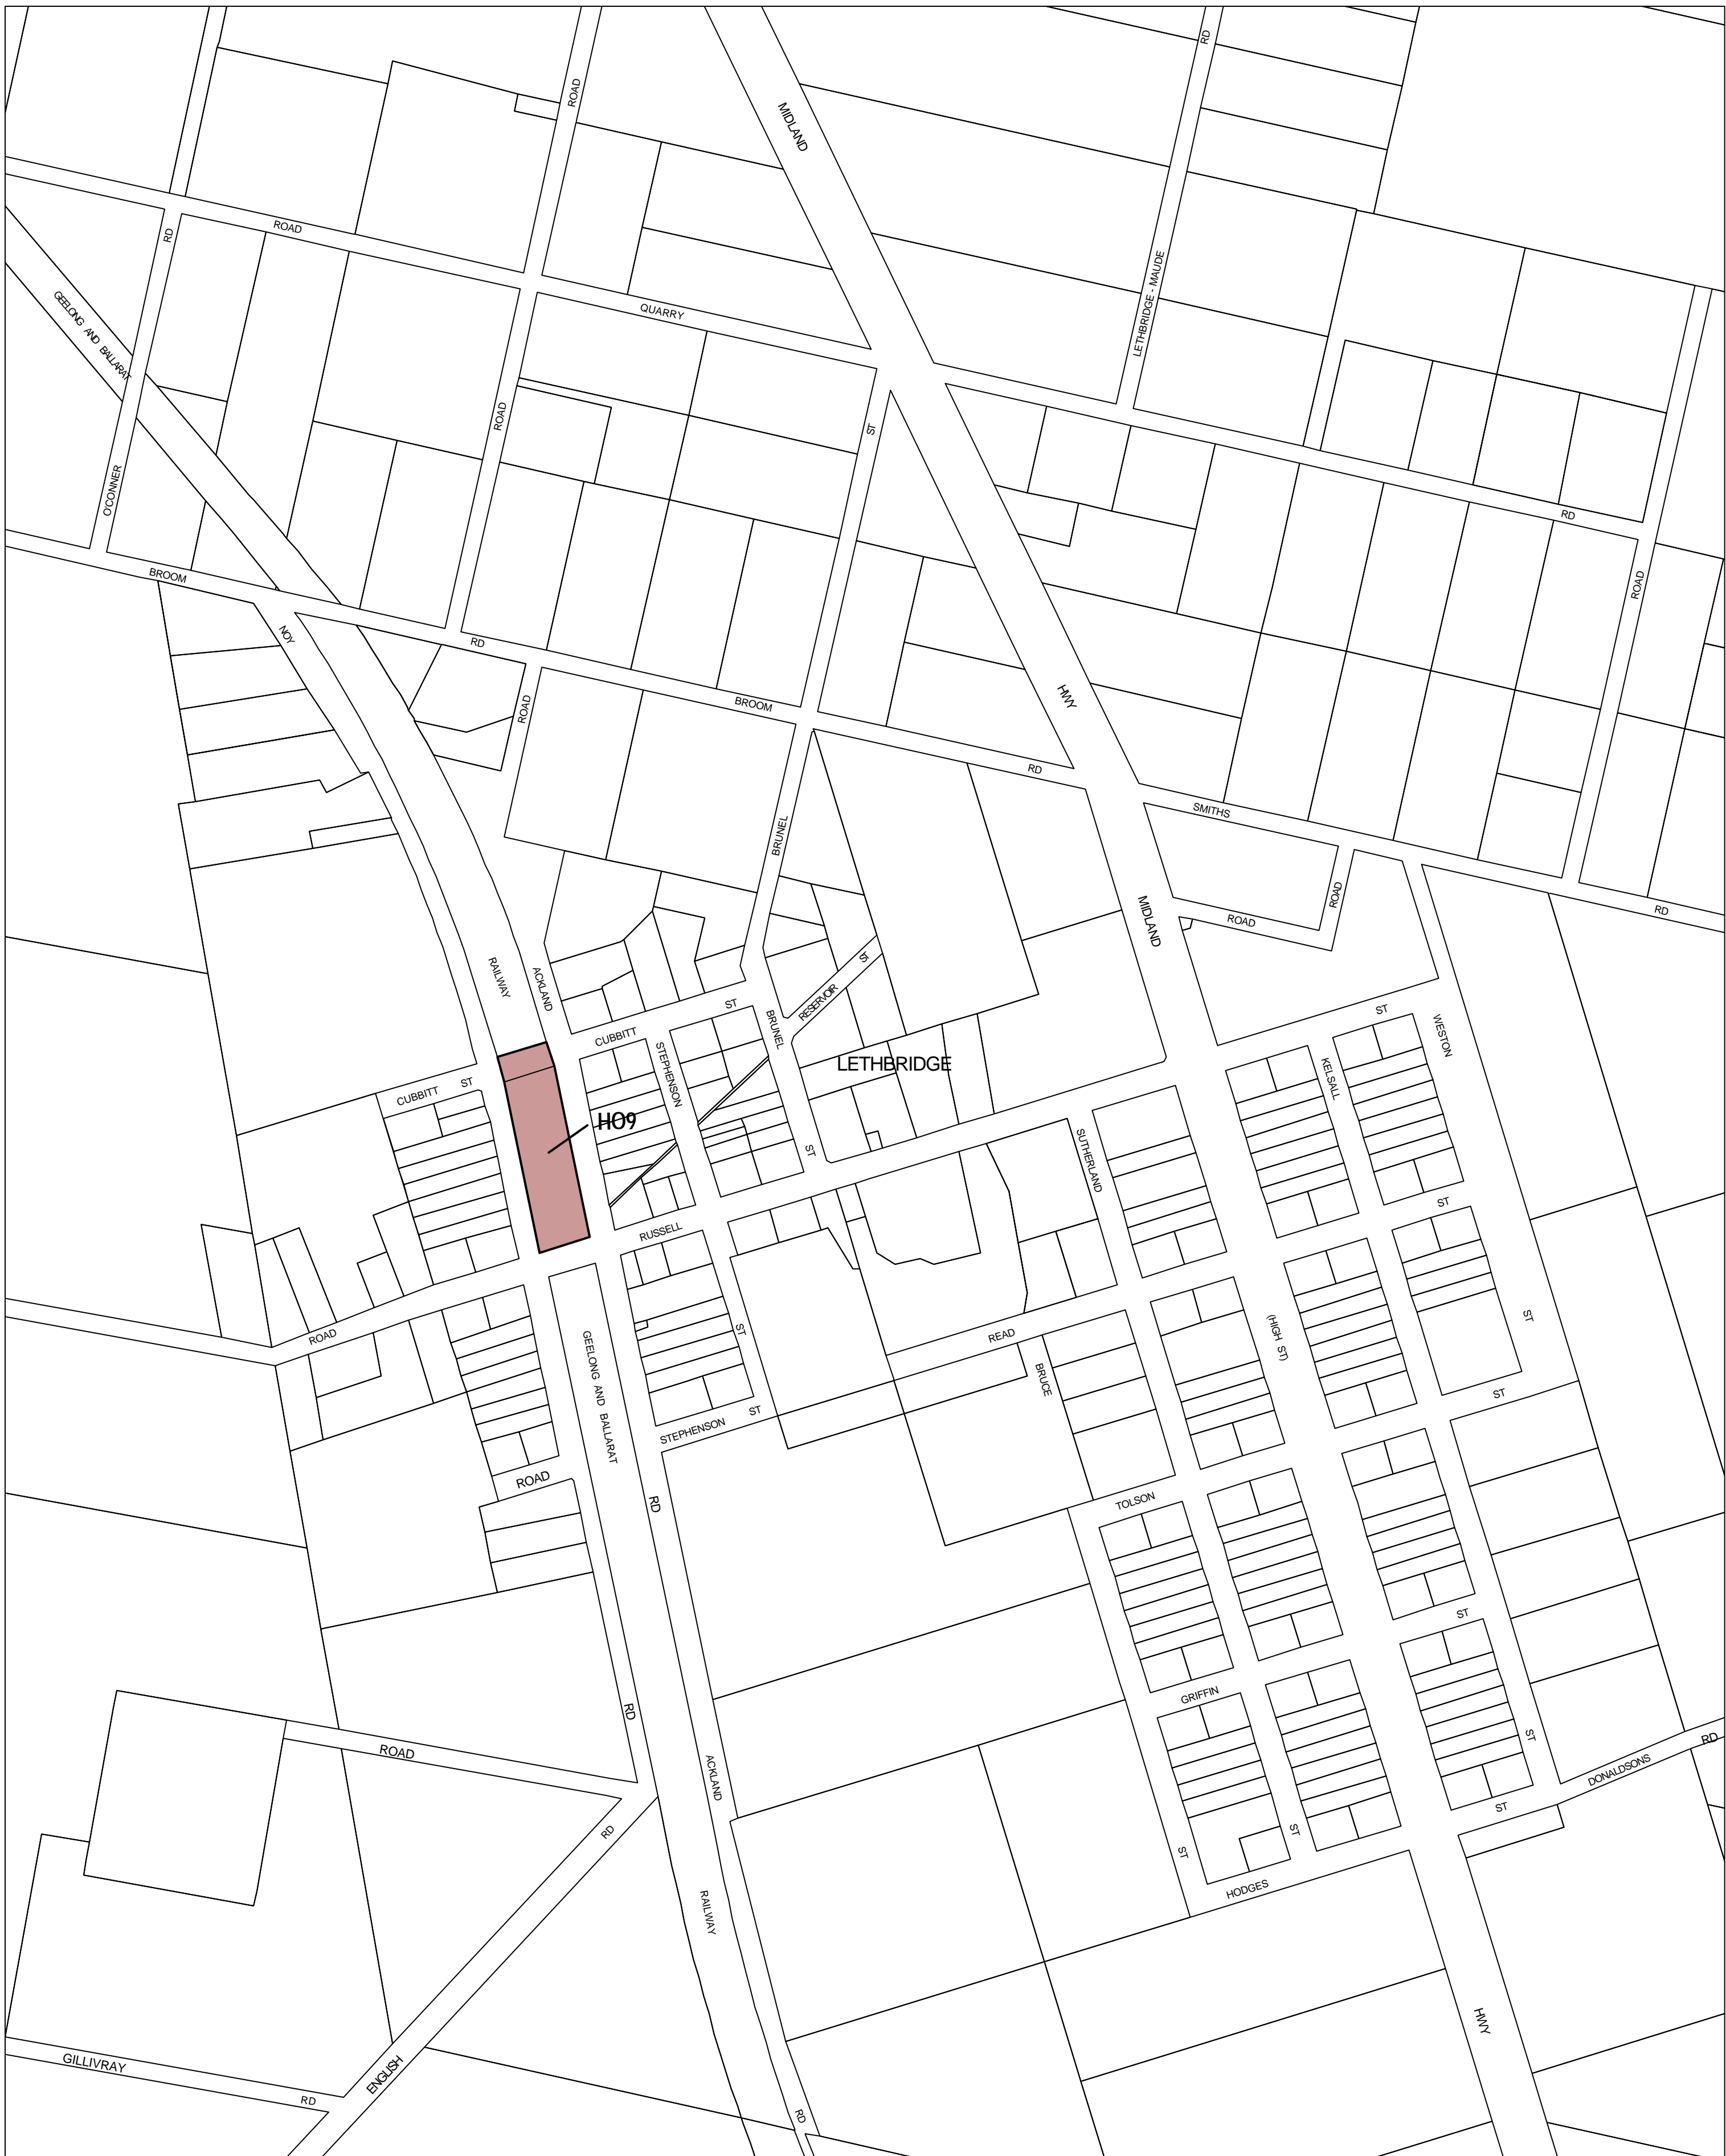 RD
ROAD
MIDLAND
RD
ROAD
LETHBRIDGE - MAUDE
GEELONG AND BALLARAT
QUARRY
ROAD
ST
O'CONNER
RD
BROOM
ROAD
NOY
RD
HWY
ROAD
BROOM
RD
SMITHS
BRUNEL
ROAD
MIDLAND
ROAD
RD
ST
RAILWAY
ACKLAND
RESERVOIR
ST
ST
CUBBITT
BRUNEL
WESTON
STEPHENSON
LETHBRIDGE
KELSALL
ST
CUBBITT
HO9
ST
SUTHERLAND
ST
RUSSELL
ROAD
ST
READ
(HIGH ST)
ST
GEELONG AND BALLARAT
BRUCE
ST
ST
STEPHENSON
ROAD
RD
TOLSON
ST
GRIFFIN
RD
ROAD
ACKLAND
ST
RD
DONALDSONS
ST
RD
ST
ST
HODGES
RAILWAY
HWY
GILLIVRAY
ENGLISH
RD
RD